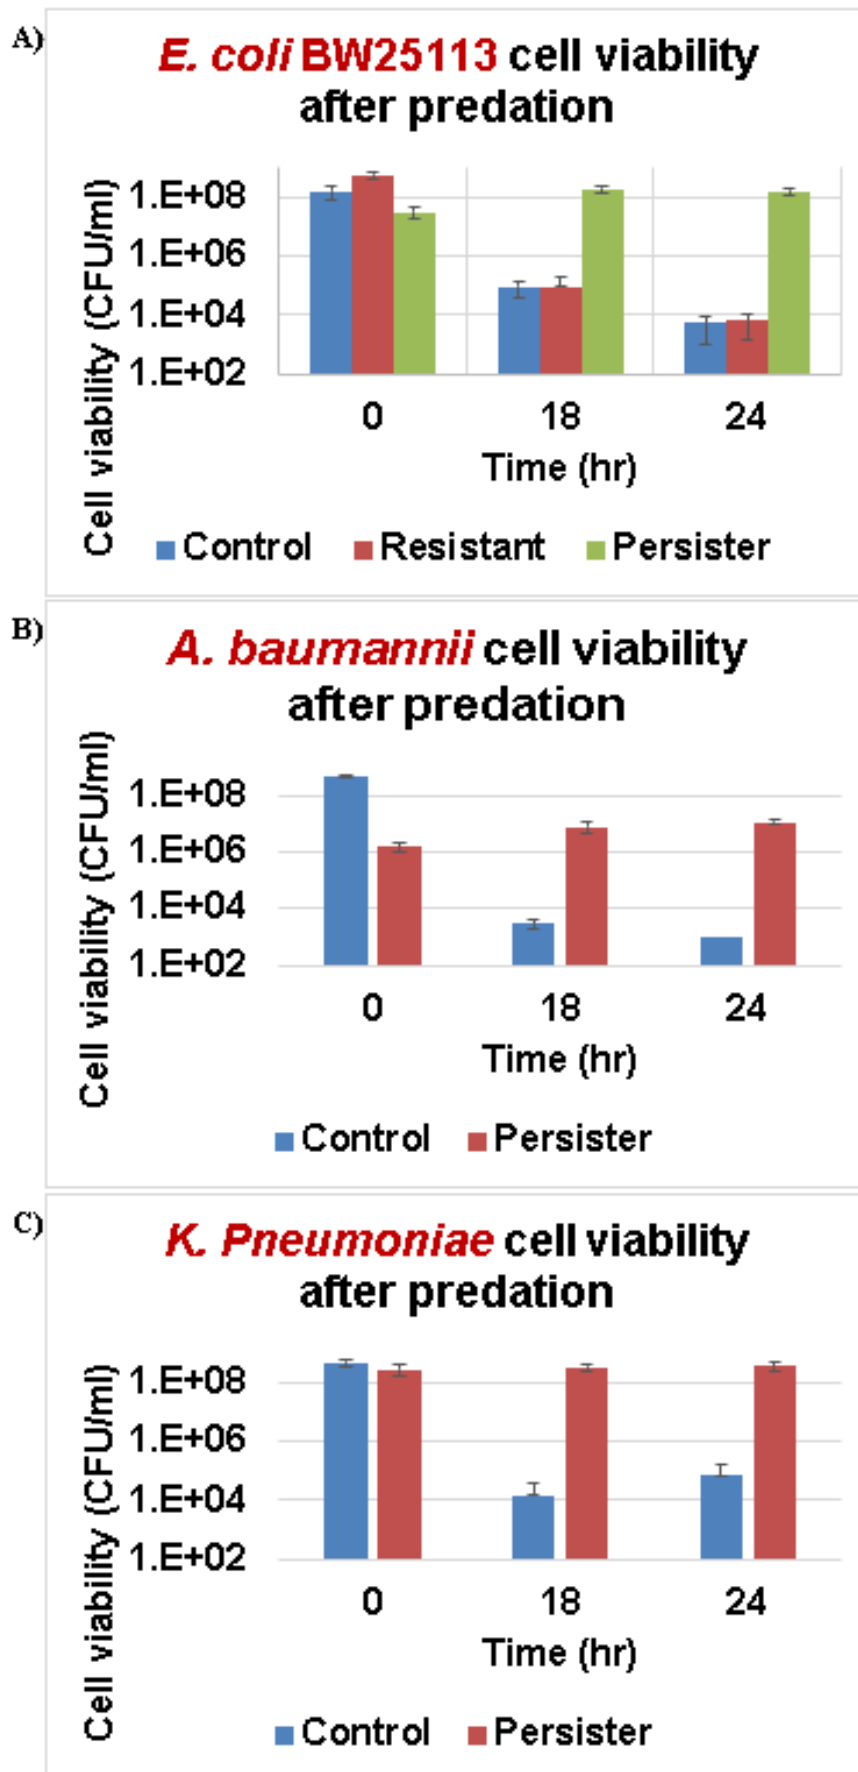 A)
E. coli BW25113 cell viability
after predation
Cell viability (CFU/ml)
1.E+08
1.E+06
1.E+04
1.E+02
0 18 24
Time (hr)
Control Resistant Persister
B)
A. baumannii cell viability
after predation
Cell viability (CFU/ml)
1.E+08
1.E+06
1.E+04
1.E+02
0 18 24
Time (hr)
Control Persister
C)
K. Pneumoniae cell viability
after predation
Cell viability (CFU/ml)
1.E+08
1.E+06
1.E+04
1.E+02
0 18 24
Time (hr)
Control Persister